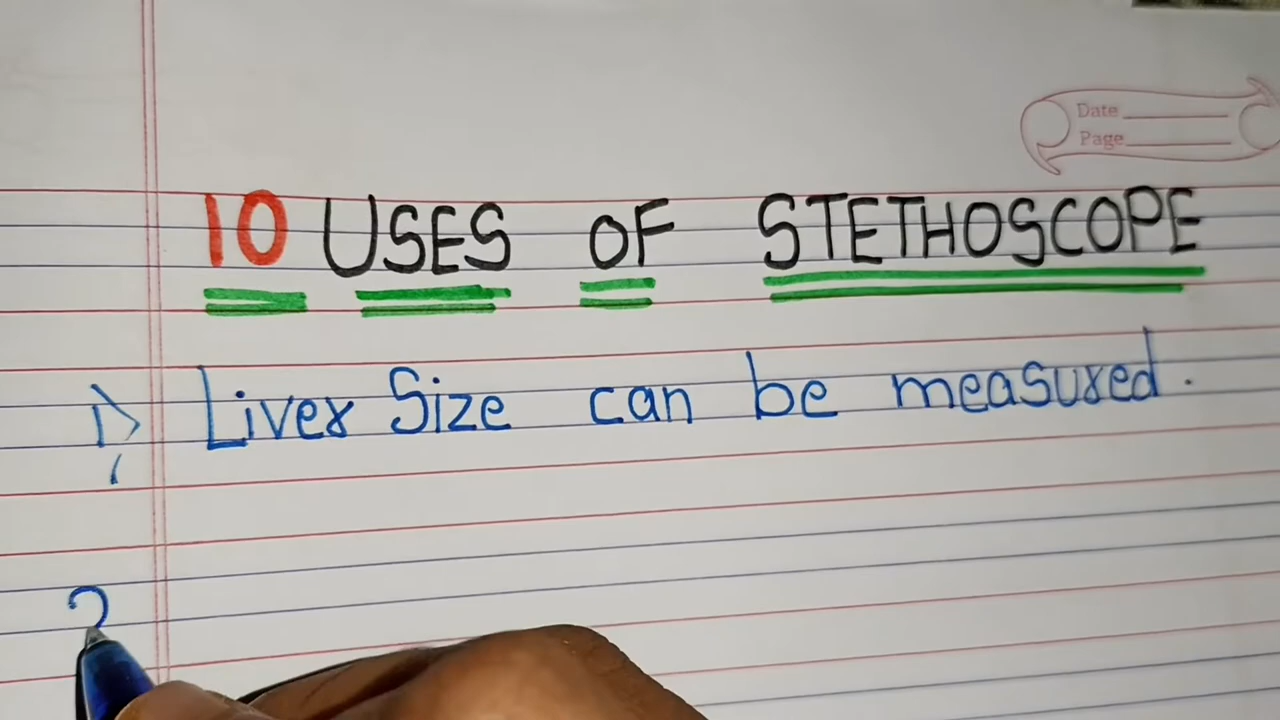 Date
Page
10 USES OF STETHOSCOPE
1) Liver Size can be measured.
2